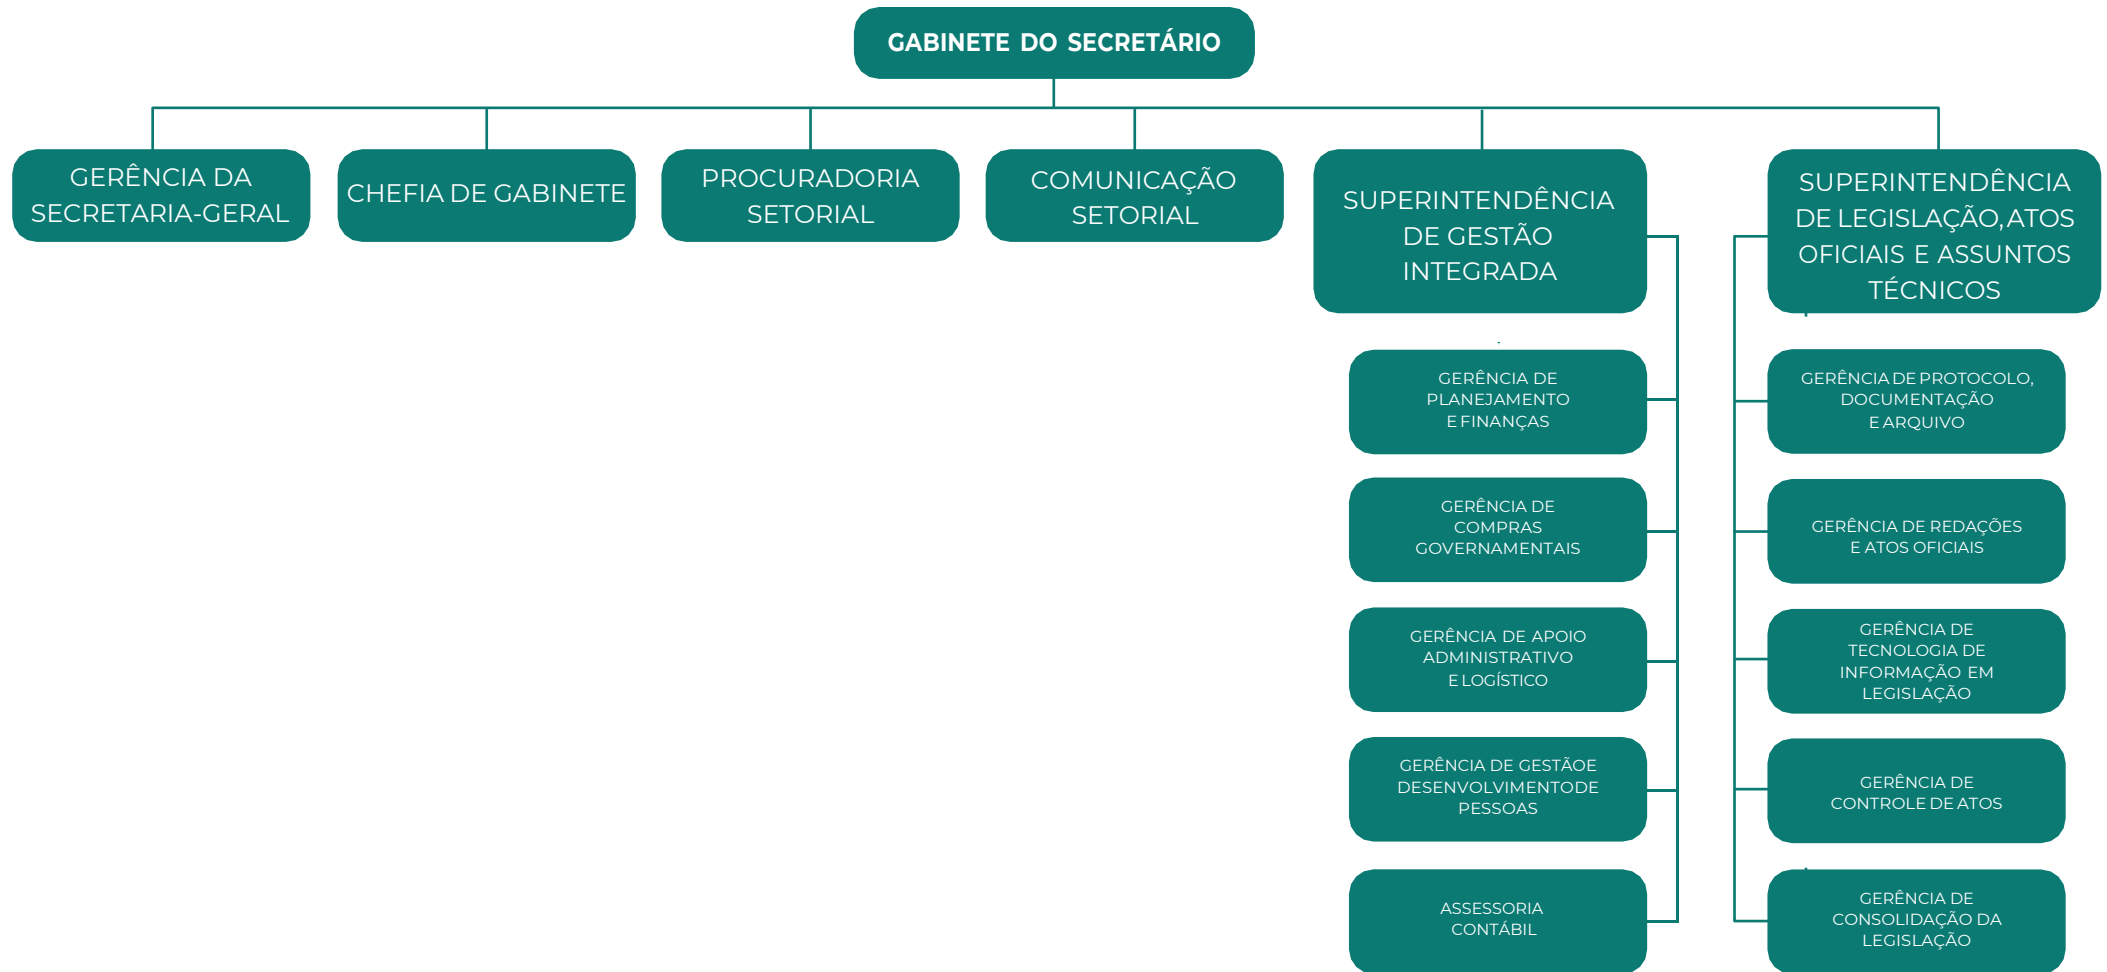 GABINETE DO SECRETÁRIO
GERÊNCIA DA
SECRETARIA-GERAL
CHEFIA DE GABINETE
PROCURADORIA
SETORIAL
COMUNICAÇÃO
SETORIAL
SUPERINTENDÊNCIA
DE GESTÃO
INTEGRADA
SUPERINTENDÊNCIA
DE LEGISLAÇÃO, ATOS
OFICIAIS E ASSUNTOS
TÉCNICOS
GERÊNCIA DE
PLANEJAMENTO
E FINANÇAS
GERÊNCIA DE
COMPRAS
GOVERNAMENTAIS
GERÊNCIA DE APOIO
ADMINISTRATIVO
E LOGÍSTICO
GERÊNCIA DE GESTÃOE
DESENVOLVIMENTODE
PESSOAS
ASSESSORIA
CONTÁBIL
GERÊNCIA DE PROTOCOLO,
DOCUMENTAÇÃO
E ARQUIVO
GERÊNCIA DE REDAÇÕES
E ATOS OFICIAIS
GERÊNCIA DE
TECNOLOGIA DE
INFORMAÇÃO EM
LEGISLAÇÃO
GERÊNCIA DE
CONTROLE DE ATOS
GERÊNCIA DE
CONSOLIDAÇÃO DA
LEGISLAÇÃO